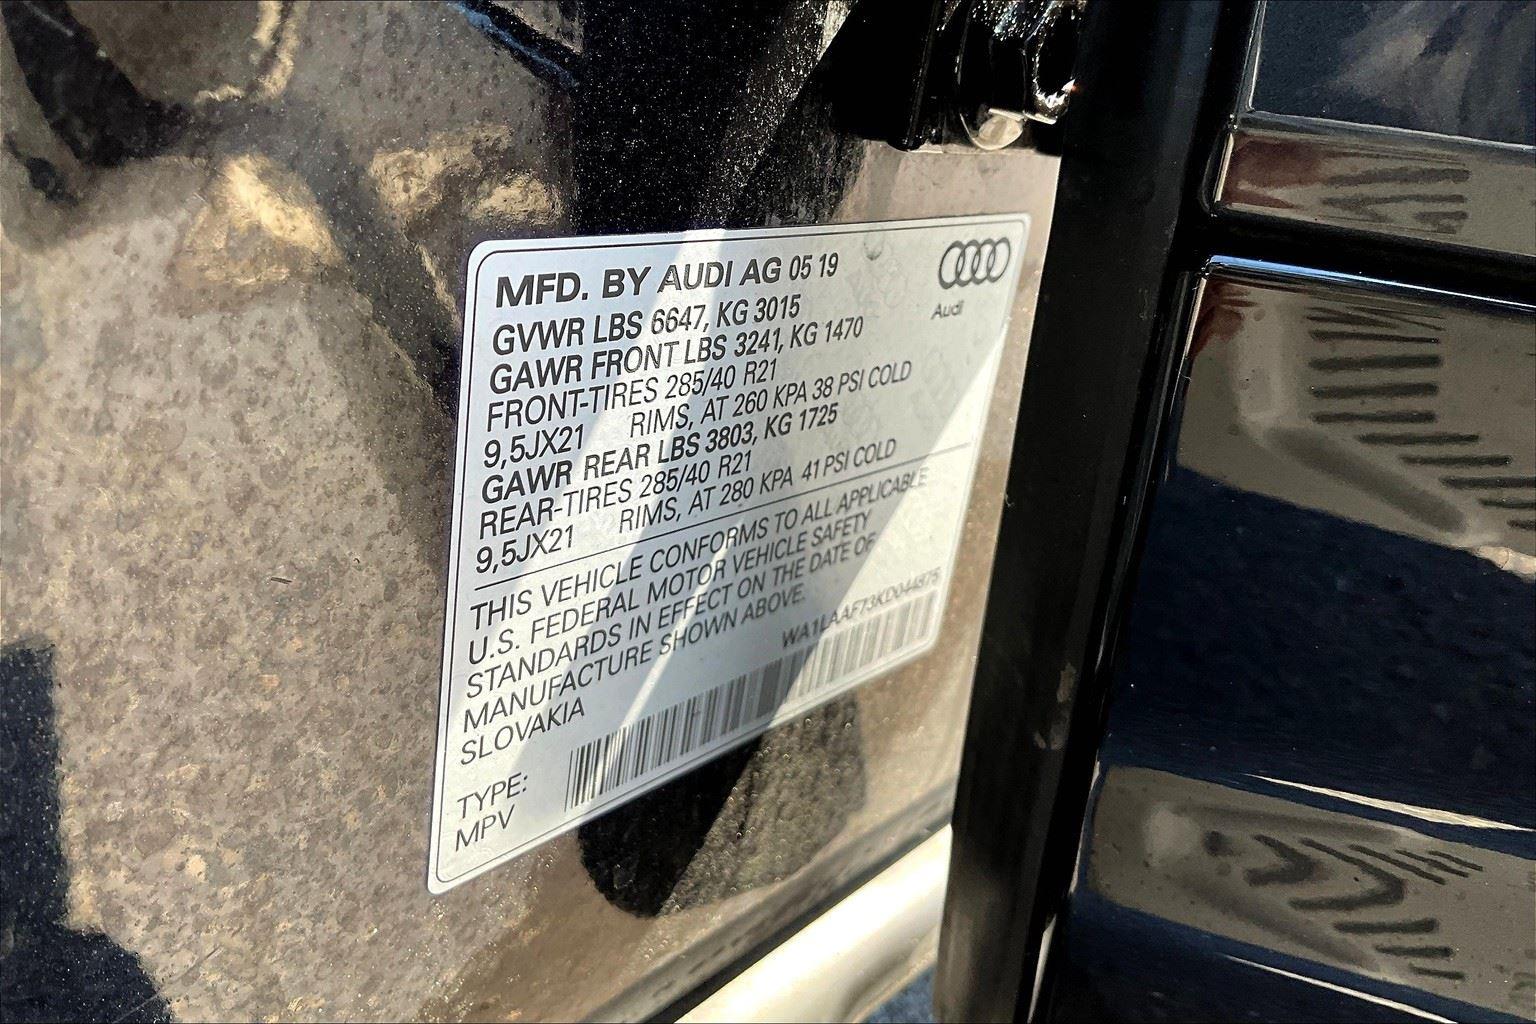 MFD. BY AUDI AG 05 19
Audi
GVWR LBS 6647, KG 3015
GAWR FRONT LBS 3241, KG 1470
FRONT-TIRES 285/40 R21
9,5JX21 RIMS, AT 260 KPA 38 PSI COLD
GAWR REAR LBS 3803, KG 1725
REAR-TIRES 285/40 R21
9,5JX21 RIMS, AT 280 KPA 41 PSI COLD
THIS VEHICLE CONFORMS TO ALL APPLICABLE
U.S. FEDERAL MOTOR VEHICLE SAFETY
STANDARDS IN EFFECT ON THE DATE OF
MANUFACTURE SHOWN ABOVE.
SLOVAKIA
WA1LAAF73KD044875
TYPE:
MPV